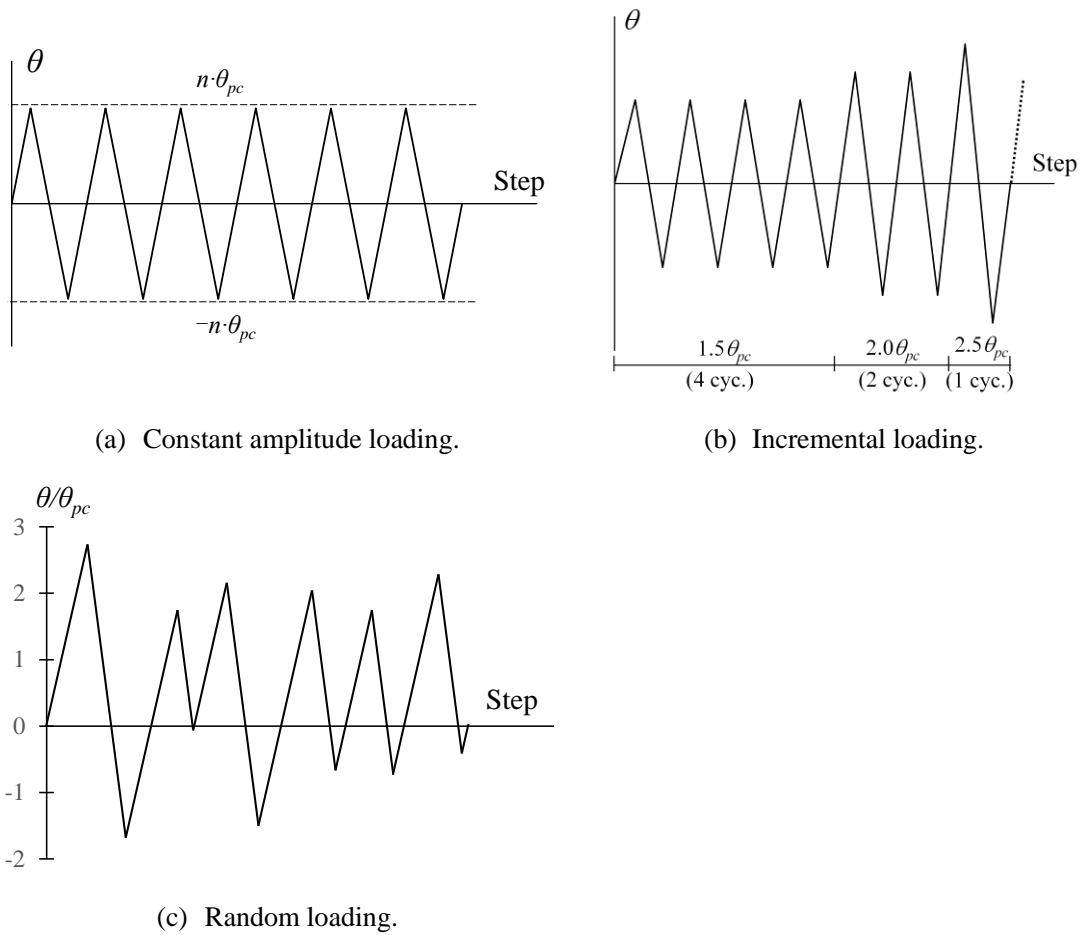 θ
n·θpc
Step
−n·θpc
(a) Constant amplitude loading.
θ
Step
1.5θpc 2.0θpc 2.5θpc
(4 cyc.) (2 cyc.) (1 cyc.)
(b) Incremental loading.
θ/θpc
3
2
1
Step
0
-1
-2
(c) Random loading.